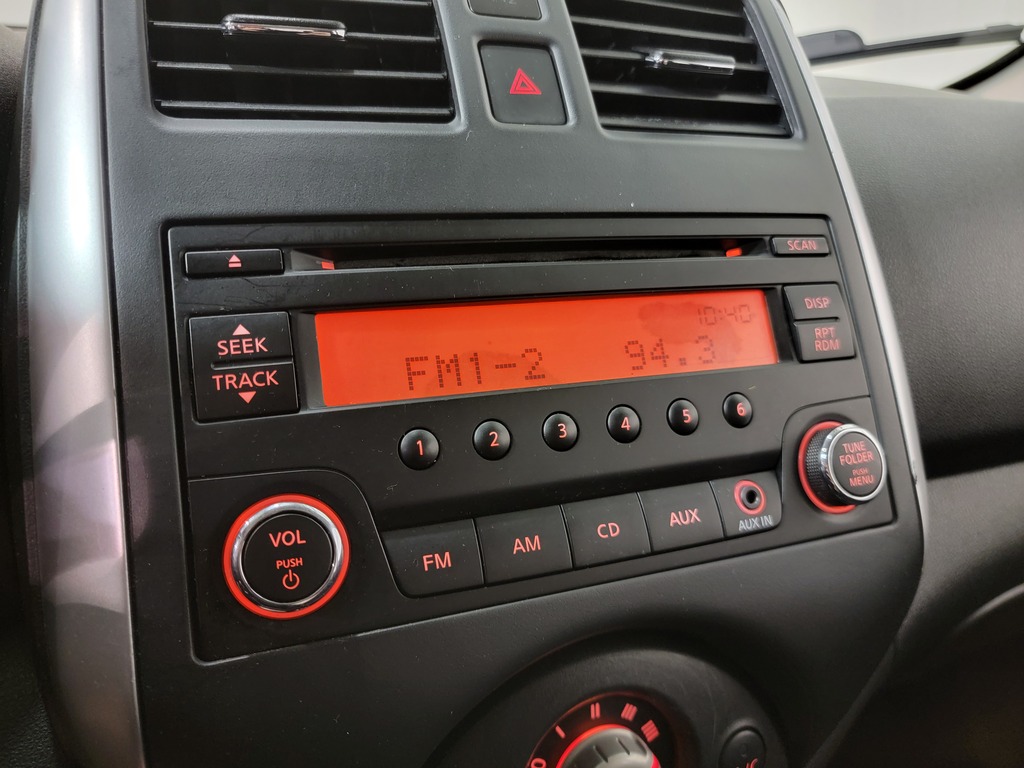 SCAN
SEEK
TRACK
10:40
FM1-2 94.3
DISP
RPT
RDM
1 2 3 4 5 6
TUNE
FOLDER
PUSH
MENU
VOL
PUSH
FM AM CD AUX
AUX IN